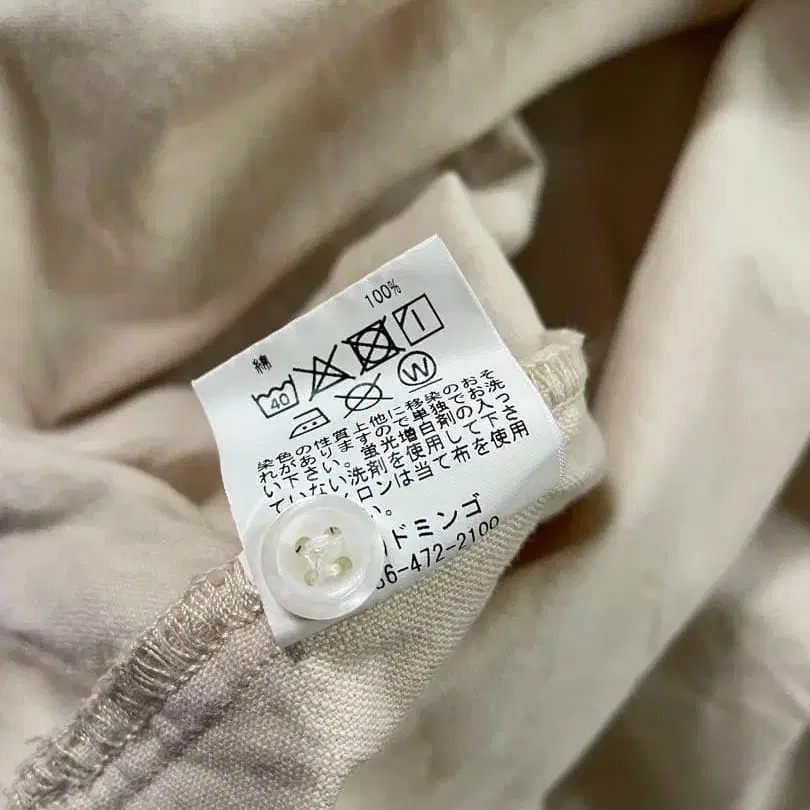 綿 100%
40 W
染色の性質上他に移染のおそ
れがありますので単独でお洗
い下さい。蛍光増白剤の入っ
ていない洗剤を使用して下さ
ロンは当て布を使用
い。
ドミンゴ
86-472-2100